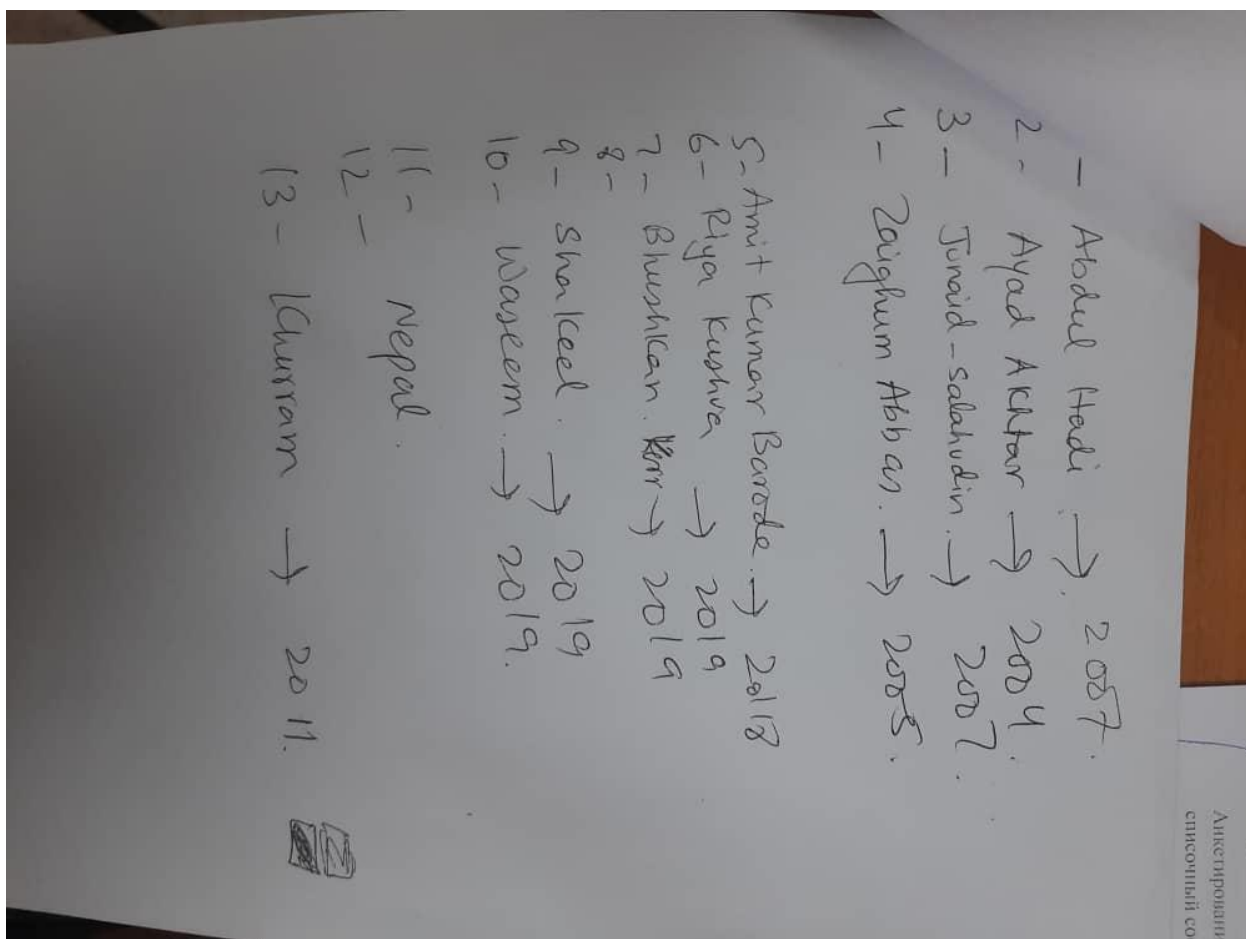 - Abdul Hadi → 2007.
2- Ayad Akhtar → 2004.
3- Junaid-salahudin. → 2007.
4- Zaighum Abbas. → 2005.
5- Amit Kumar Barode. → 2018
6- Riya Kushva → 2019
7- Bhushkan. → 2019
8-
9- Shakeel. → 2019
10- Waseem. → 2019.
11- Nepal.
12-
13- Khurram → 2011.
Анкетировани
списочный со